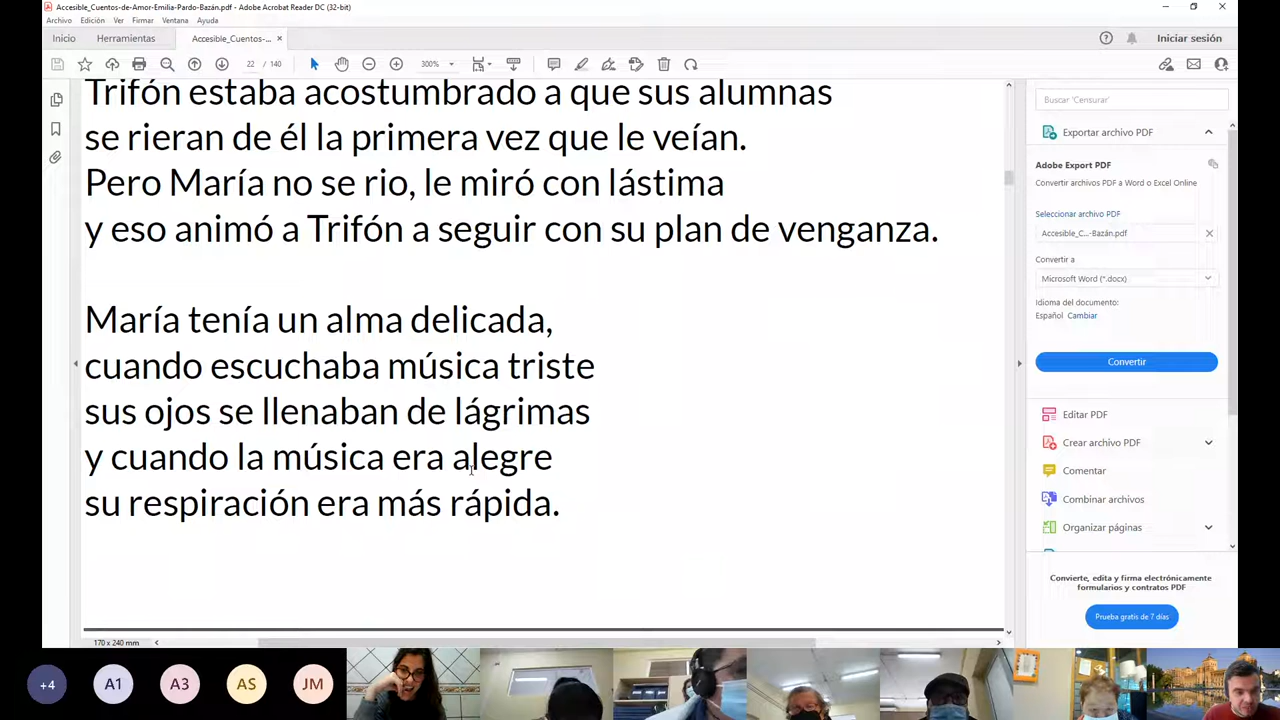 Accesible_Cuentos-de-Amor-Emilia-Pardo-Bazán.pdf - Adobe Acrobat Reader DC (32-bit)
Archivo Edición Ver Firmar Ventana Ayuda
Inicio Herramientas Accesible_Cuentos-... × Iniciar sesión
22 / 140 300%
Trifón estaba acostumbrado a que sus alumnas
se rieran de él la primera vez que le veían.
Pero María no se rio, le miró con lástima
y eso animó a Trifón a seguir con su plan de venganza.
María tenía un alma delicada,
cuando escuchaba música triste
sus ojos se llenaban de lágrimas
y cuando la música era alegre
su respiración era más rápida.
170 x 240 mm
Buscar 'Censurar'
Exportar archivo PDF
Adobe Export PDF
Convertir archivos PDF a Word o Excel Online
Seleccionar archivo PDF
Accesible_C...-Bazán.pdf
Convertir a
Microsoft Word (*.docx)
Idioma del documento:
Español Cambiar
Convertir
Editar PDF
Crear archivo PDF
Comentar
Combinar archivos
Organizar páginas
Convierte, edita y firma electrónicamente
formularios y contratos PDF
Prueba gratis de 7 días
+4 A1 A3 AS JM